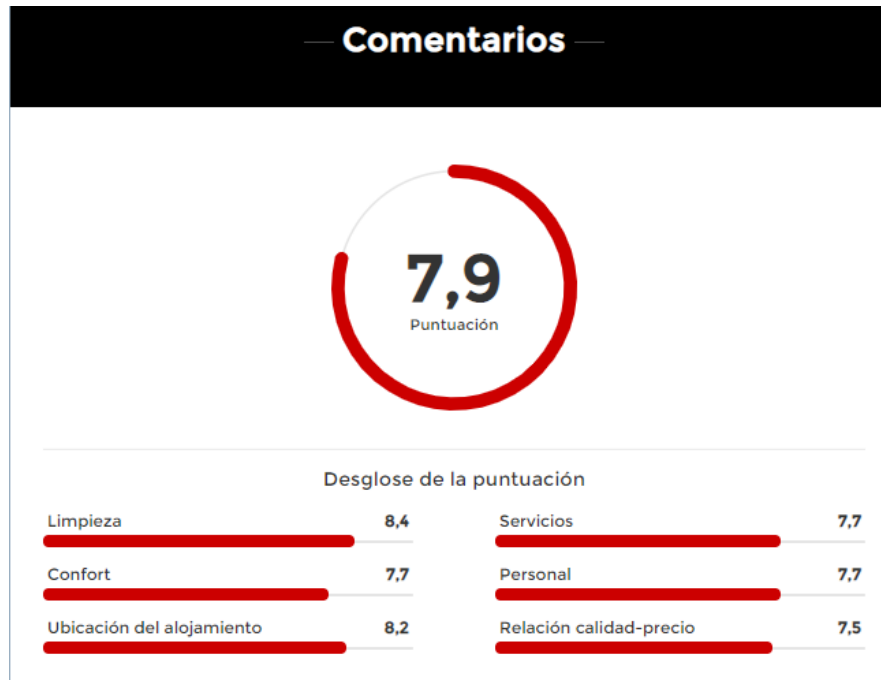 Comentarios
7,9
Puntuación
Desglose de la puntuación
Limpieza 8,4
Servicios 7,7
Confort 7,7
Personal 7,7
Ubicación del alojamiento 8,2
Relación calidad-precio 7,5